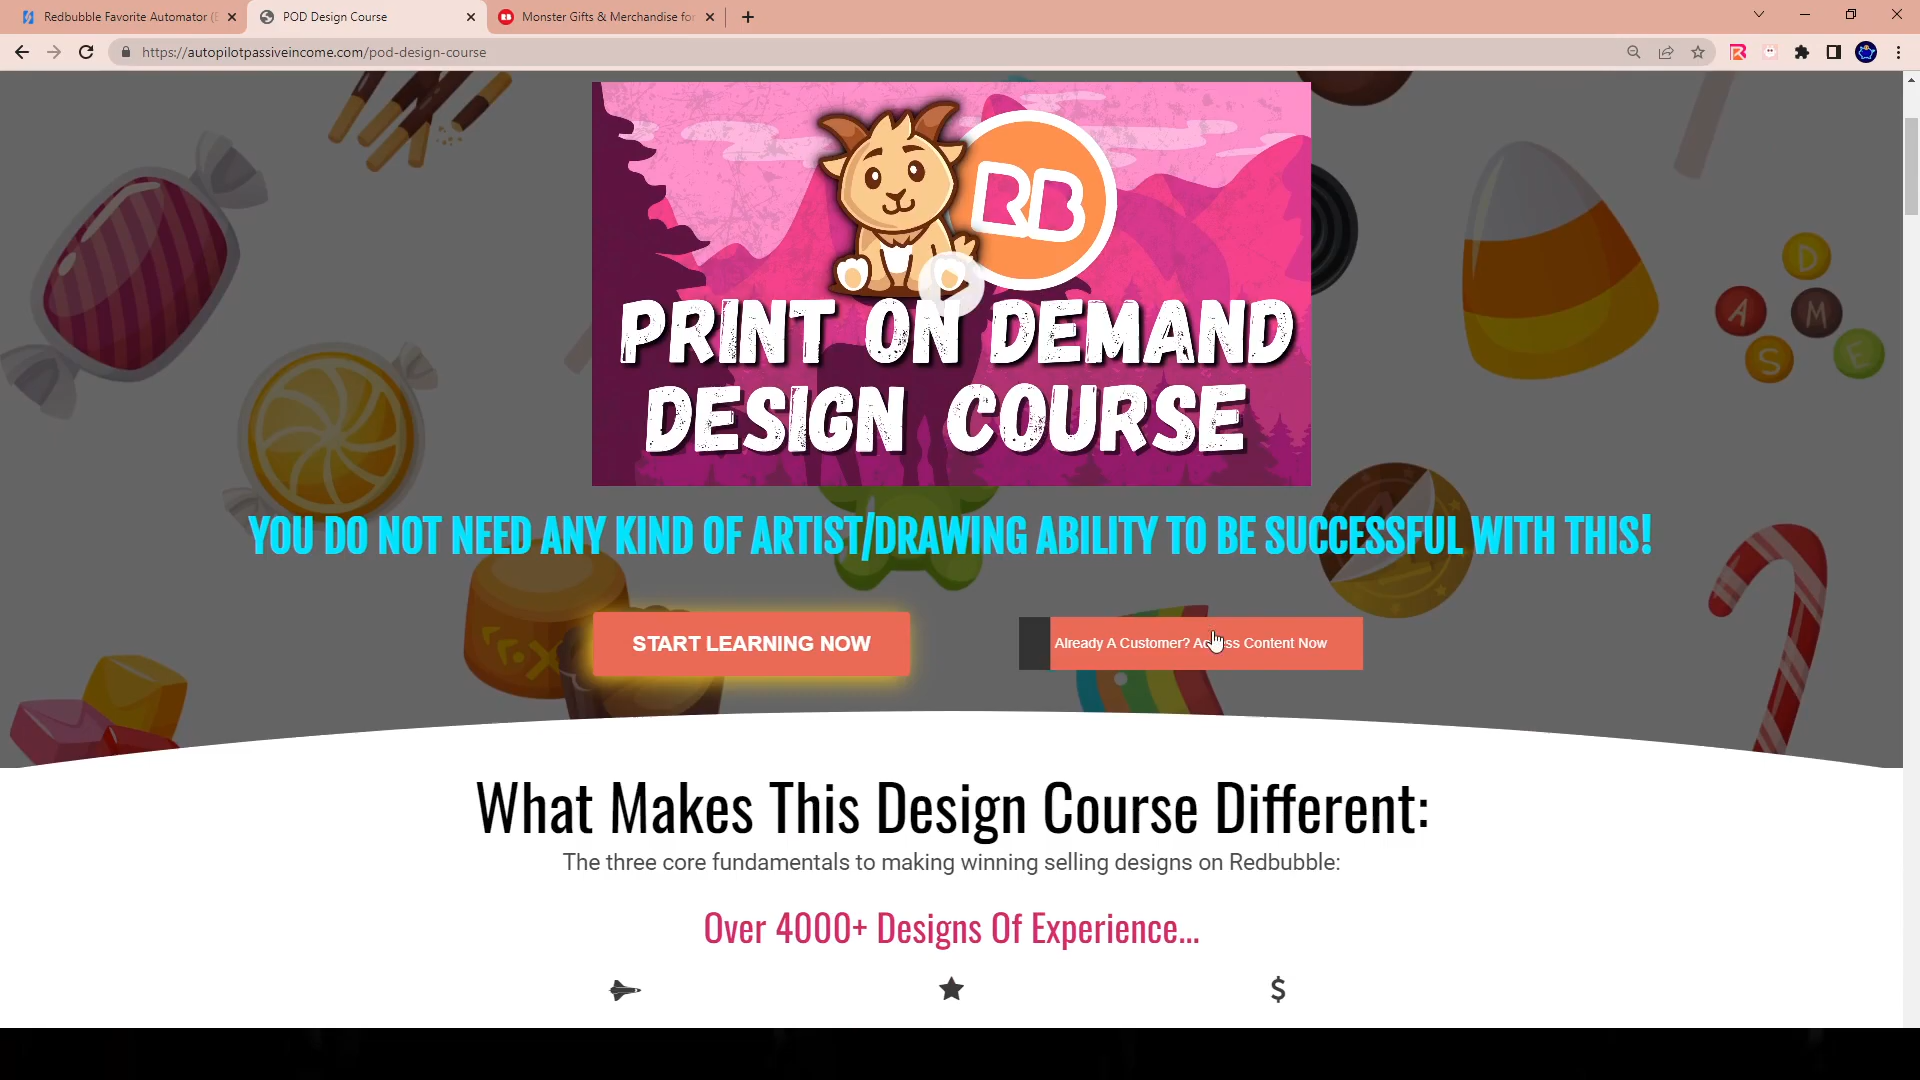 Redbubble Favorite Automator (E
POD Design Course
Monster Gifts & Merchandise for
https://autopilotpassiveincome.com/pod-design-course
RB
PRINT ON DEMAND
DESIGN COURSE
D
A
M
S
E
YOU DO NOT NEED ANY KIND OF ARTIST/DRAWING ABILITY TO BE SUCCESSFUL WITH THIS!
START LEARNING NOW
Already A Customer? Access Content Now
What Makes This Design Course Different:
The three core fundamentals to making winning selling designs on Redbubble:
Over 4000+ Designs Of Experience...